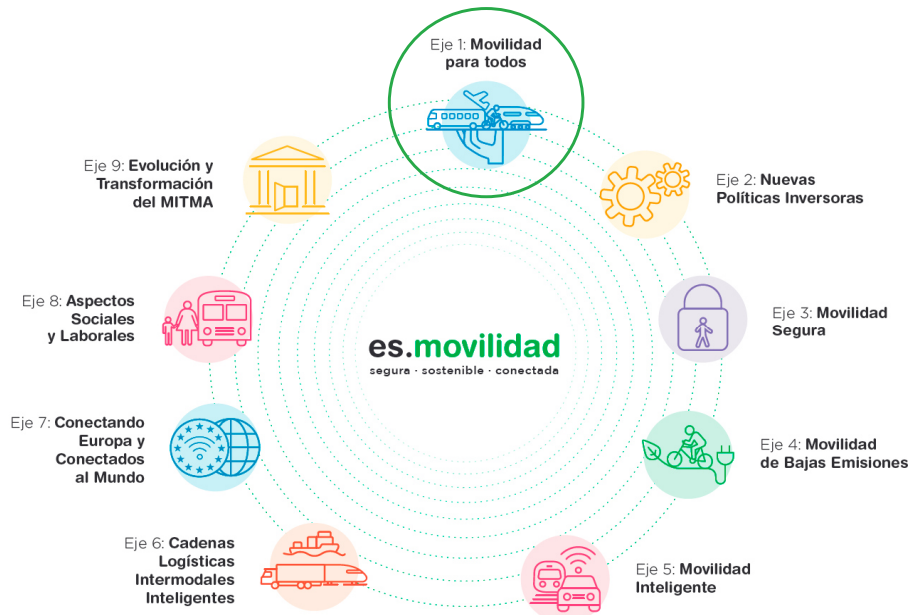 Eje 1: Movilidad
para todos
Eje 2: Nuevas
Políticas Inversoras
Eje 3: Movilidad
Segura
Eje 4: Movilidad
de Bajas Emisiones
Eje 5: Movilidad
Inteligente
Eje 6: Cadenas
Logísticas
Intermodales
Inteligentes
Eje 7: Conectando
Europa y
Conectados
al Mundo
Eje 8: Aspectos
Sociales
y Laborales
Eje 9: Evolución y
Transformación
del MITMA
es.movilidad
segura · sostenible · conectada